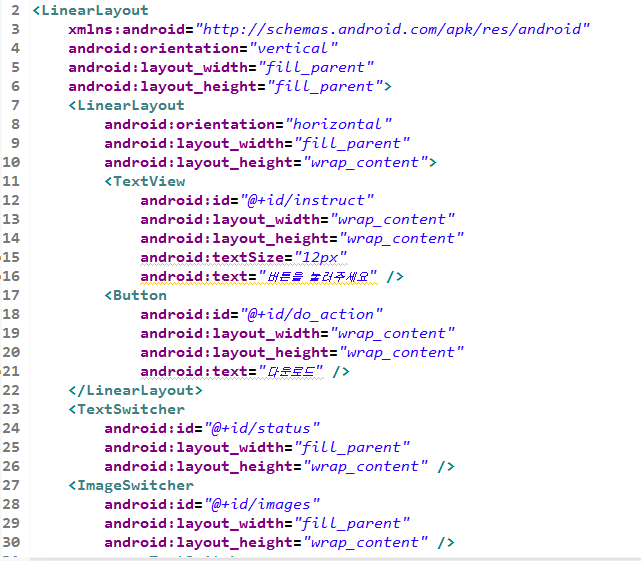 2 <LinearLayout
3 xmlns:android="http://schemas.android.com/apk/res/android"
4 android:orientation="vertical"
5 android:layout_width="fill_parent"
6 android:layout_height="fill_parent">
7 <LinearLayout
8 android:orientation="horizontal"
9 android:layout_width="fill_parent"
10 android:layout_height="wrap_content">
11 <TextView
12 android:id="@+id/instruct"
13 android:layout_width="wrap_content"
14 android:layout_height="wrap_content"
15 android:textSize="12px"
16 android:text="버튼을 눌러주세요" />
17 <Button
18 android:id="@+id/do_action"
19 android:layout_width="wrap_content"
20 android:layout_height="wrap_content"
21 android:text="다운로드" />
22 </LinearLayout>
23 <TextSwitcher
24 android:id="@+id/status"
25 android:layout_width="fill_parent"
26 android:layout_height="wrap_content" />
27 <ImageSwitcher
28 android:id="@+id/images"
29 android:layout_width="fill_parent"
30 android:layout_height="wrap_content" />